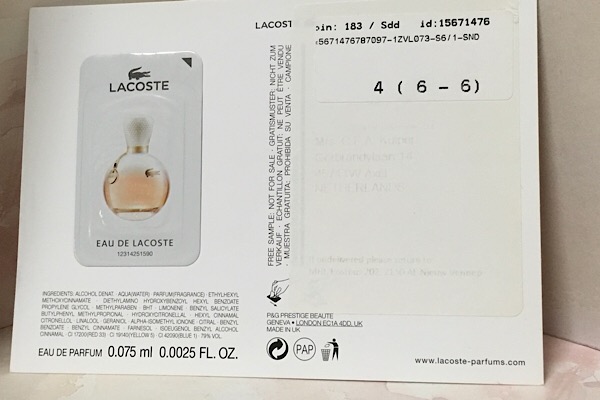 LACOSTE
EAU DE LACOSTE
12314251590
INGREDIENTS: ALCOHOL DENAT. · AQUA(WATER) · PARFUM(FRAGRANCE) · ETHYLHEXYL
METHOXYCINNAMATE · DIETHYLAMINO HYDROXYBENZOYL HEXYL BENZOATE
PROPYLENE GLYCOL · METHYLPARABEN · BHT · LIMONENE · BENZYL SALICYLATE
BUTYLPHENYL METHYLPROPIONAL · HYDROXYCITRONELLAL · HEXYL CINNAMAL
CITRONELLOL · LINALOOL · GERANIOL · ALPHA-ISOMETHYLIONONE · CITRAL · BENZYL
BENZOATE · BENZYL CINNAMATE · FARNESOL · ISOEUGENOL · BENZYL ALCOHOL
CINNAMAL · CI 17200(RED 33) · CI 19140(YELLOW 5) · CI 42090(BLUE 1) · 79% VOL.
EAU DE PARFUM 0.075 ml 0.0025 FL. OZ.
LACOST
FREE SAMPLE: NOT FOR SALE · GRATISMUSTER: NICHT ZUM
VERKAUF · ECHANTILLON GRATUIT: NE PEUT ÊTRE VENDU
· MUESTRA GRATUITA: PROHIBIDA SU VENTA · CAMPIONE
P&G PRESTIGE BEAUTE
GENEVA • LONDON EC1A 4DD, UK
MADE IN UK
PAP
bin: 183 / Sdd id:15671476
5671476787097-1ZVL073-S6/1-SND
4 ( 6 - 6)
www.lacoste-parfums.com